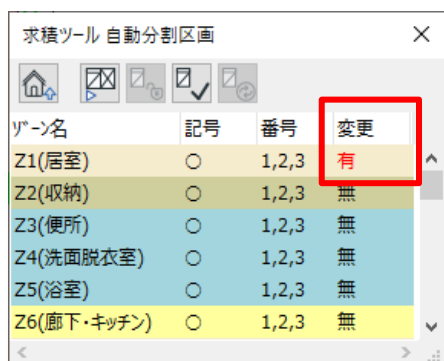 求積ツール 自動分割区画
ゾーン名 記号 番号 変更
Z1(居室) ○ 1,2,3 有
Z2(収納) ○ 1,2,3 無
Z3(便所) ○ 1,2,3 無
Z4(洗面脱衣室) ○ 1,2,3 無
Z5(浴室) ○ 1,2,3 無
Z6(廊下・キッチン) ○ 1,2,3 無